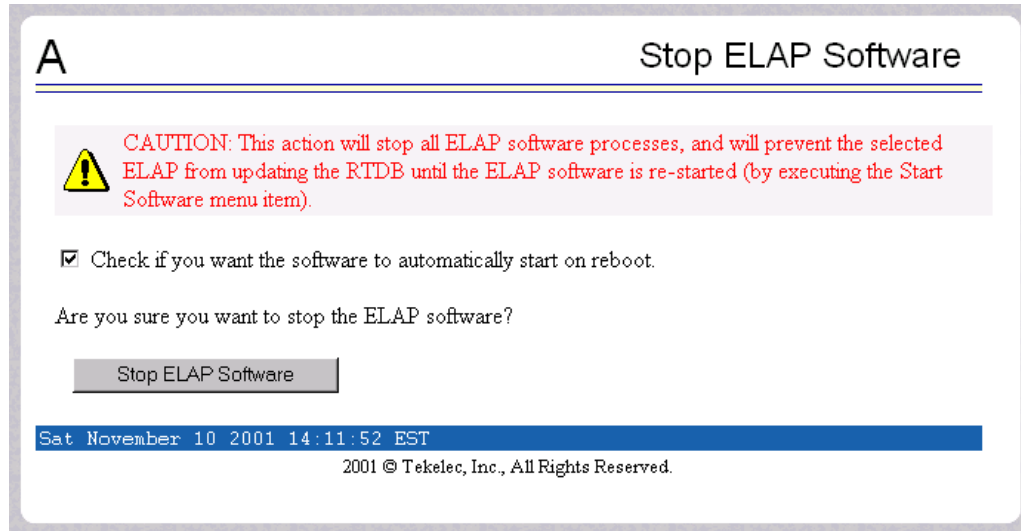 A
Stop ELAP Software
CAUTION: This action will stop all ELAP software processes, and will prevent the selected
ELAP from updating the RTDB until the ELAP software is re-started (by executing the Start
Software menu item).
Check if you want the software to automatically start on reboot.
Are you sure you want to stop the ELAP software?
Stop ELAP Software
Sat November 10 2001 14:11:52 EST
2001 © Tekelec, Inc., All Rights Reserved.